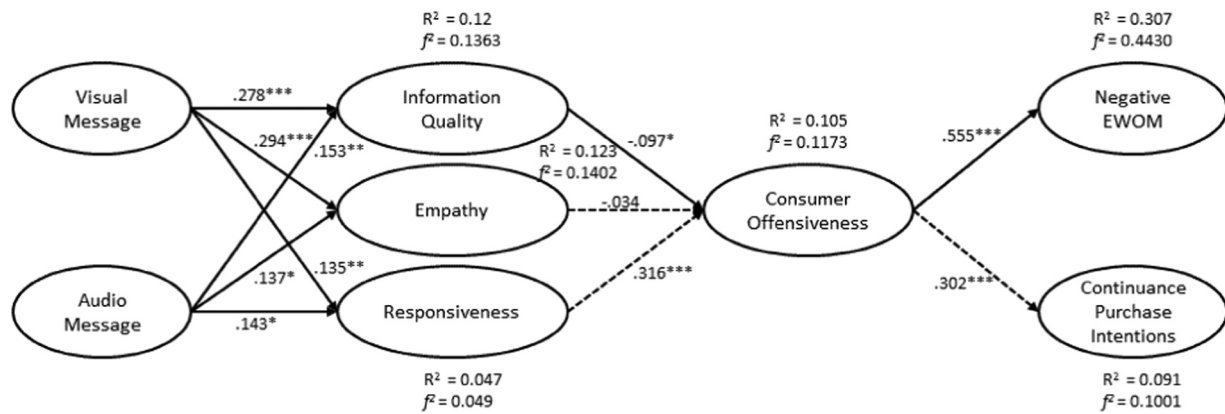 R² = 0.12
f² = 0.1363
R² = 0.307
f² = 0.4430
Visual
Message
.278***
Information
Quality
Negative
EWOM
.294***
.153**
-.097*
R² = 0.105
f² = 0.1173
.555***
R² = 0.123
f² = 0.1402
Empathy
-.034
Consumer
Offensiveness
.137*
.135**
.316***
.302***
Audio
Message
.143*
Responsiveness
Continuance
Purchase
Intentions
R² = 0.047
f² = 0.049
R² = 0.091
f² = 0.1001